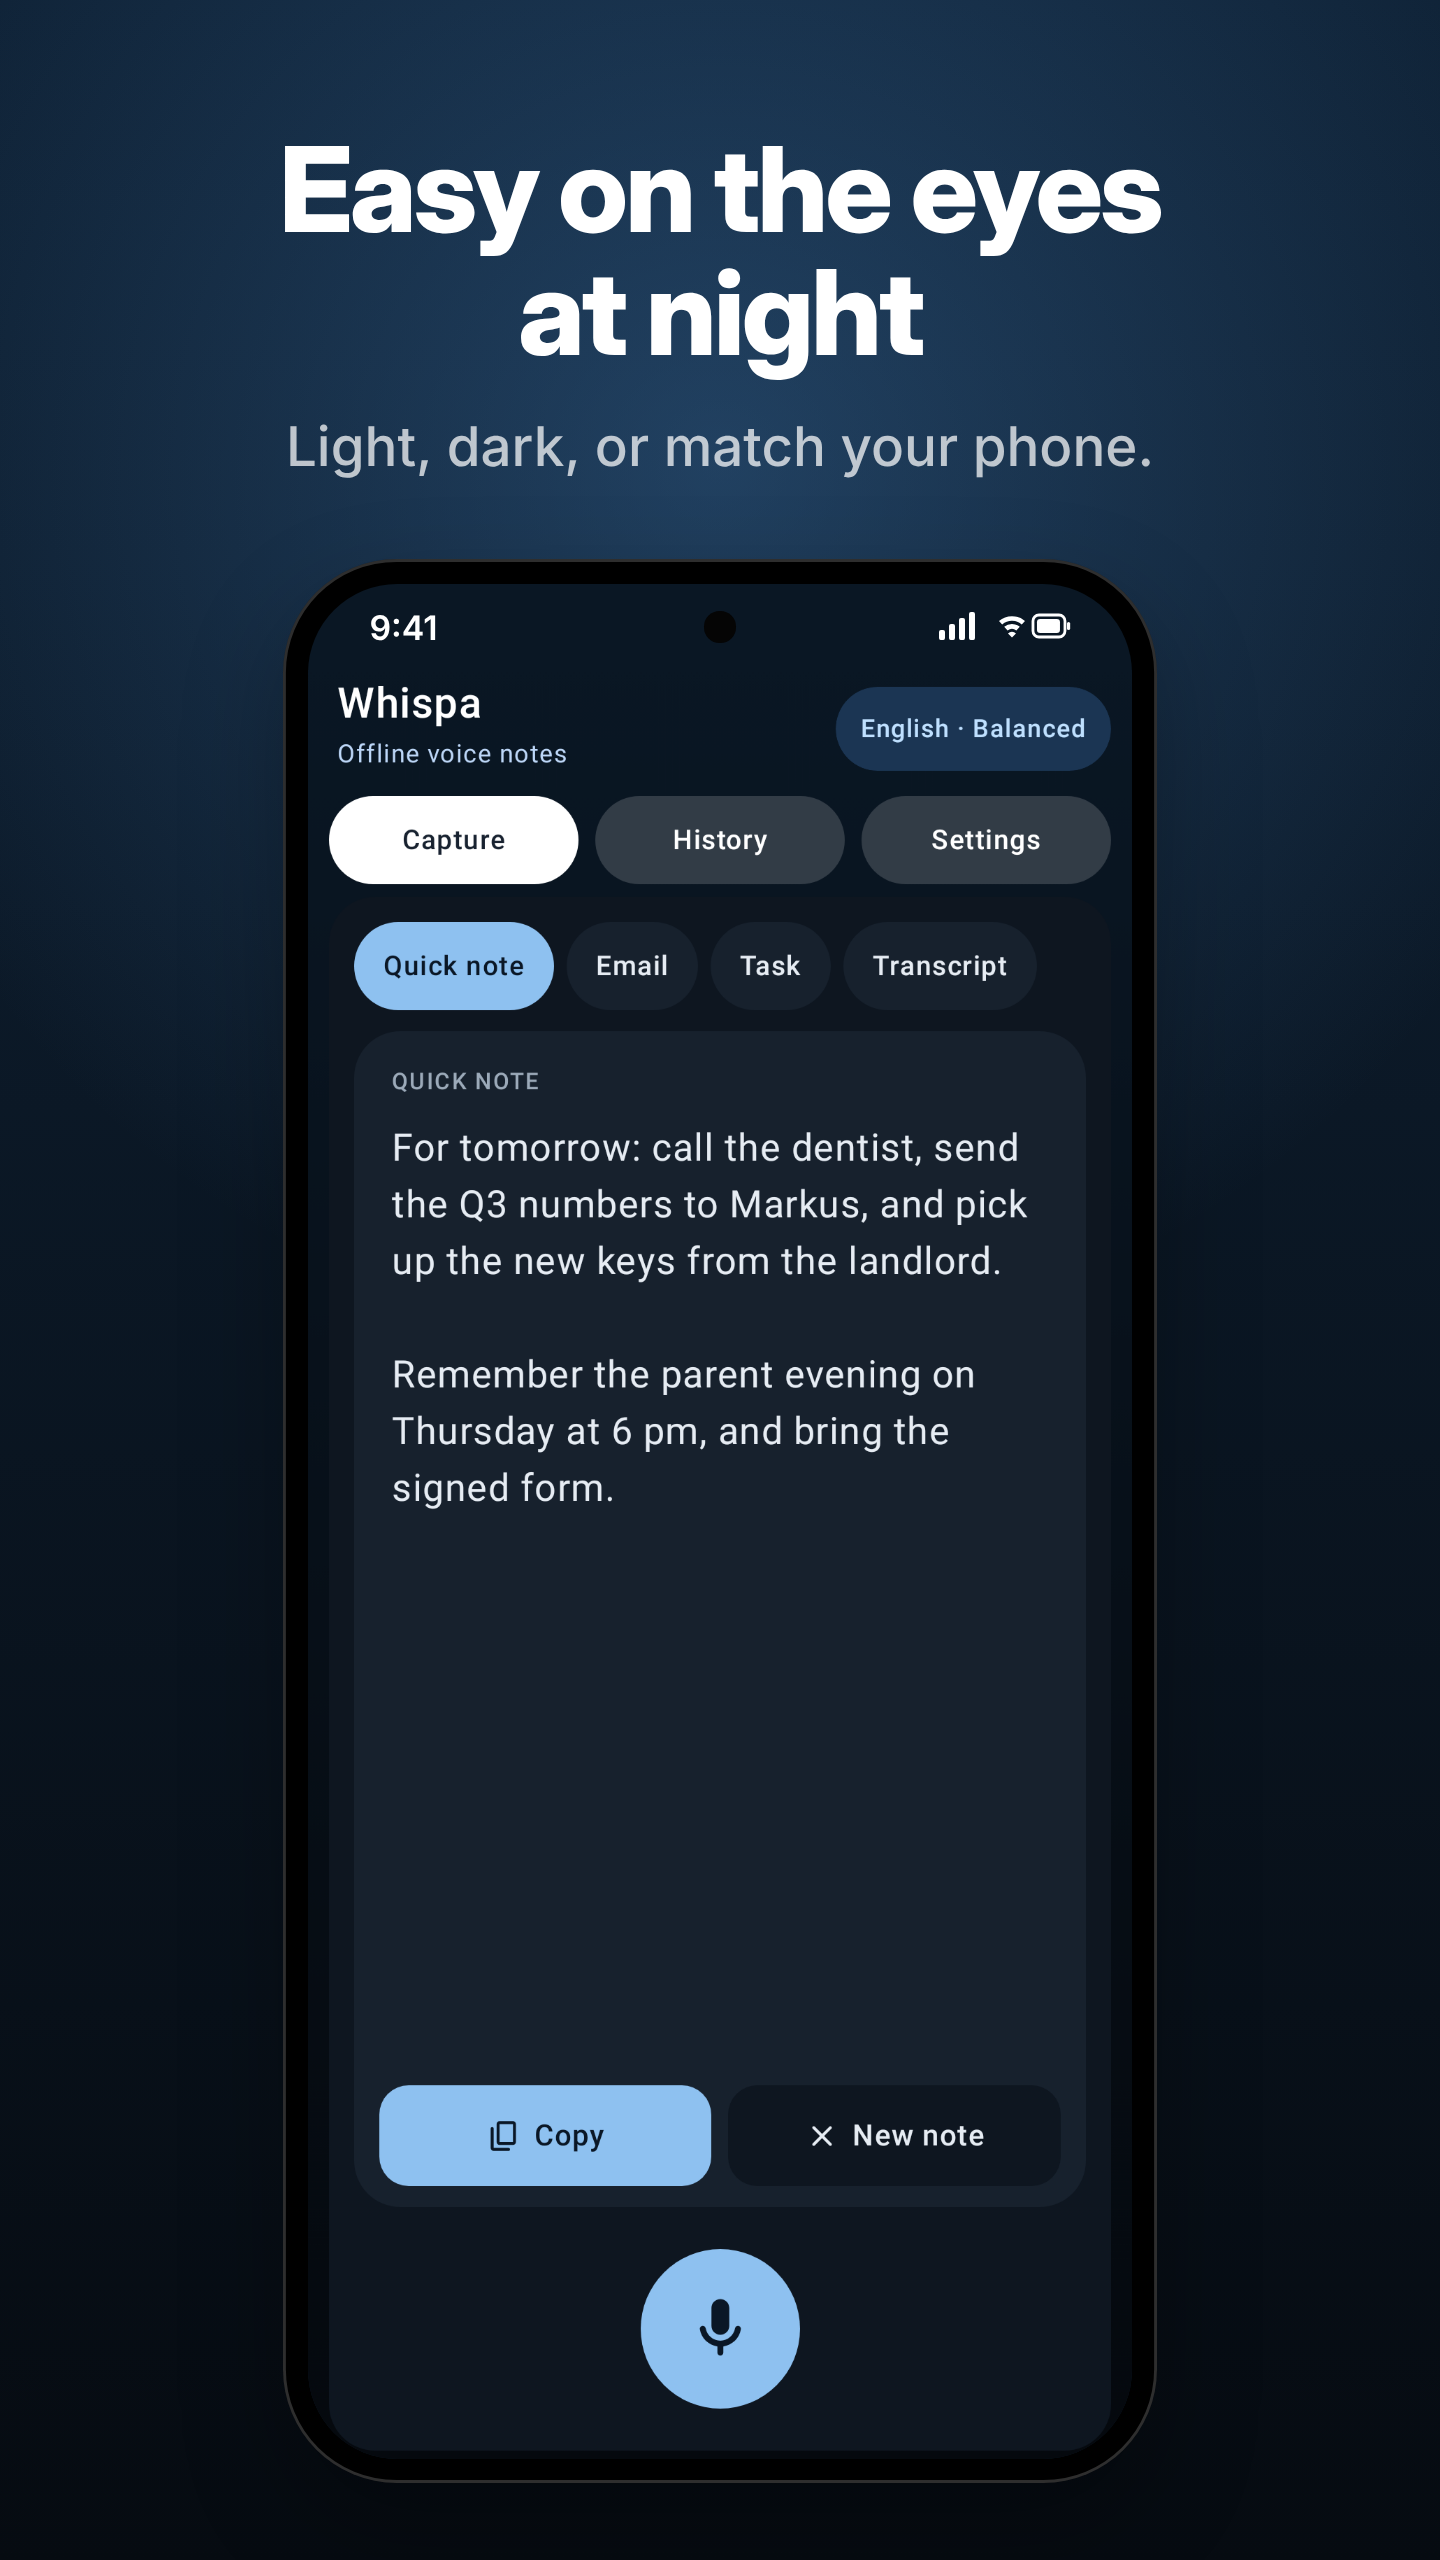 Easy on the eyes
at night
Light, dark, or match your phone.
9:41
Whispa
Offline voice notes
English · Balanced
Capture
History
Settings
Quick note
Email
Task
Transcript
QUICK NOTE
For tomorrow: call the dentist, send
the Q3 numbers to Markus, and pick
up the new keys from the landlord.
Remember the parent evening on
Thursday at 6 pm, and bring the
signed form.
Copy
New note